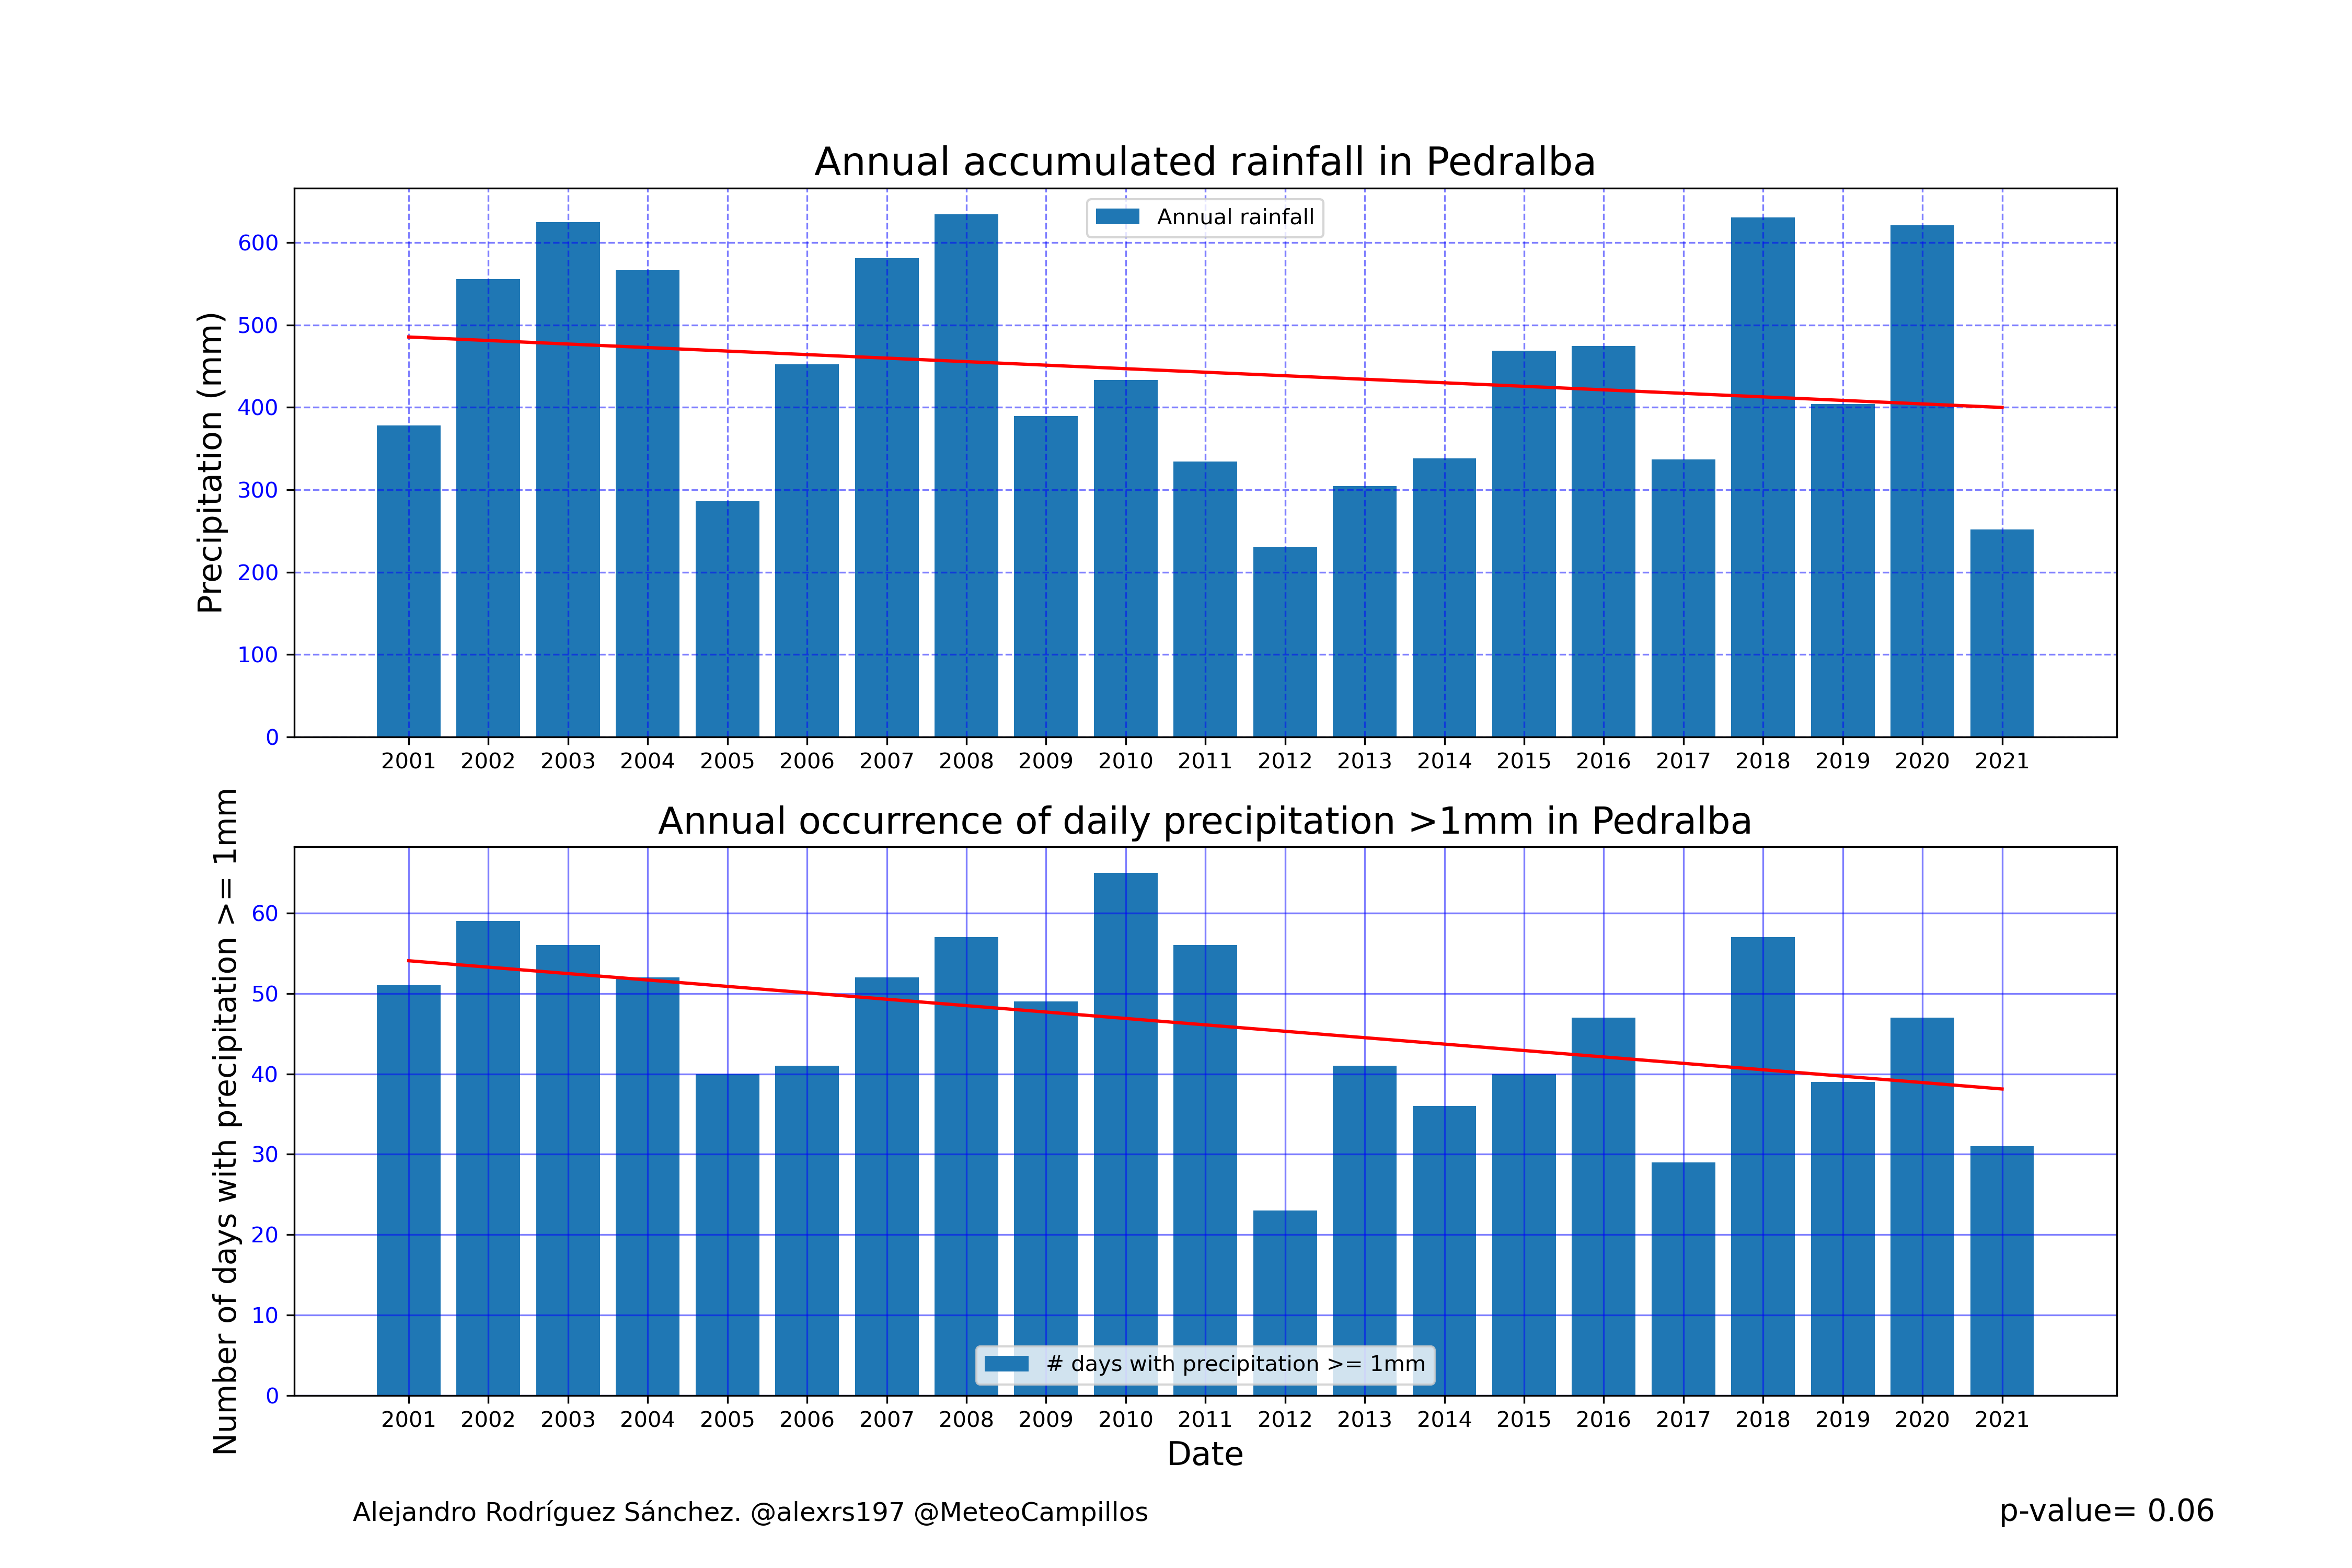 Annual accumulated rainfall in Pedralba
Annual rainfall
Precipitation (mm)
600
500
400
300
200
100
0
2001 2002 2003 2004 2005 2006 2007 2008 2009 2010 2011 2012 2013 2014 2015 2016 2017 2018 2019 2020 2021
Annual occurrence of daily precipitation >1mm in Pedralba
Number of days with precipitation >= 1mm
60
50
40
30
20
10
0
# days with precipitation >= 1mm
2001 2002 2003 2004 2005 2006 2007 2008 2009 2010 2011 2012 2013 2014 2015 2016 2017 2018 2019 2020 2021
Date
Alejandro Rodríguez Sánchez. @alexrs197 @MeteoCampillos
p-value= 0.06